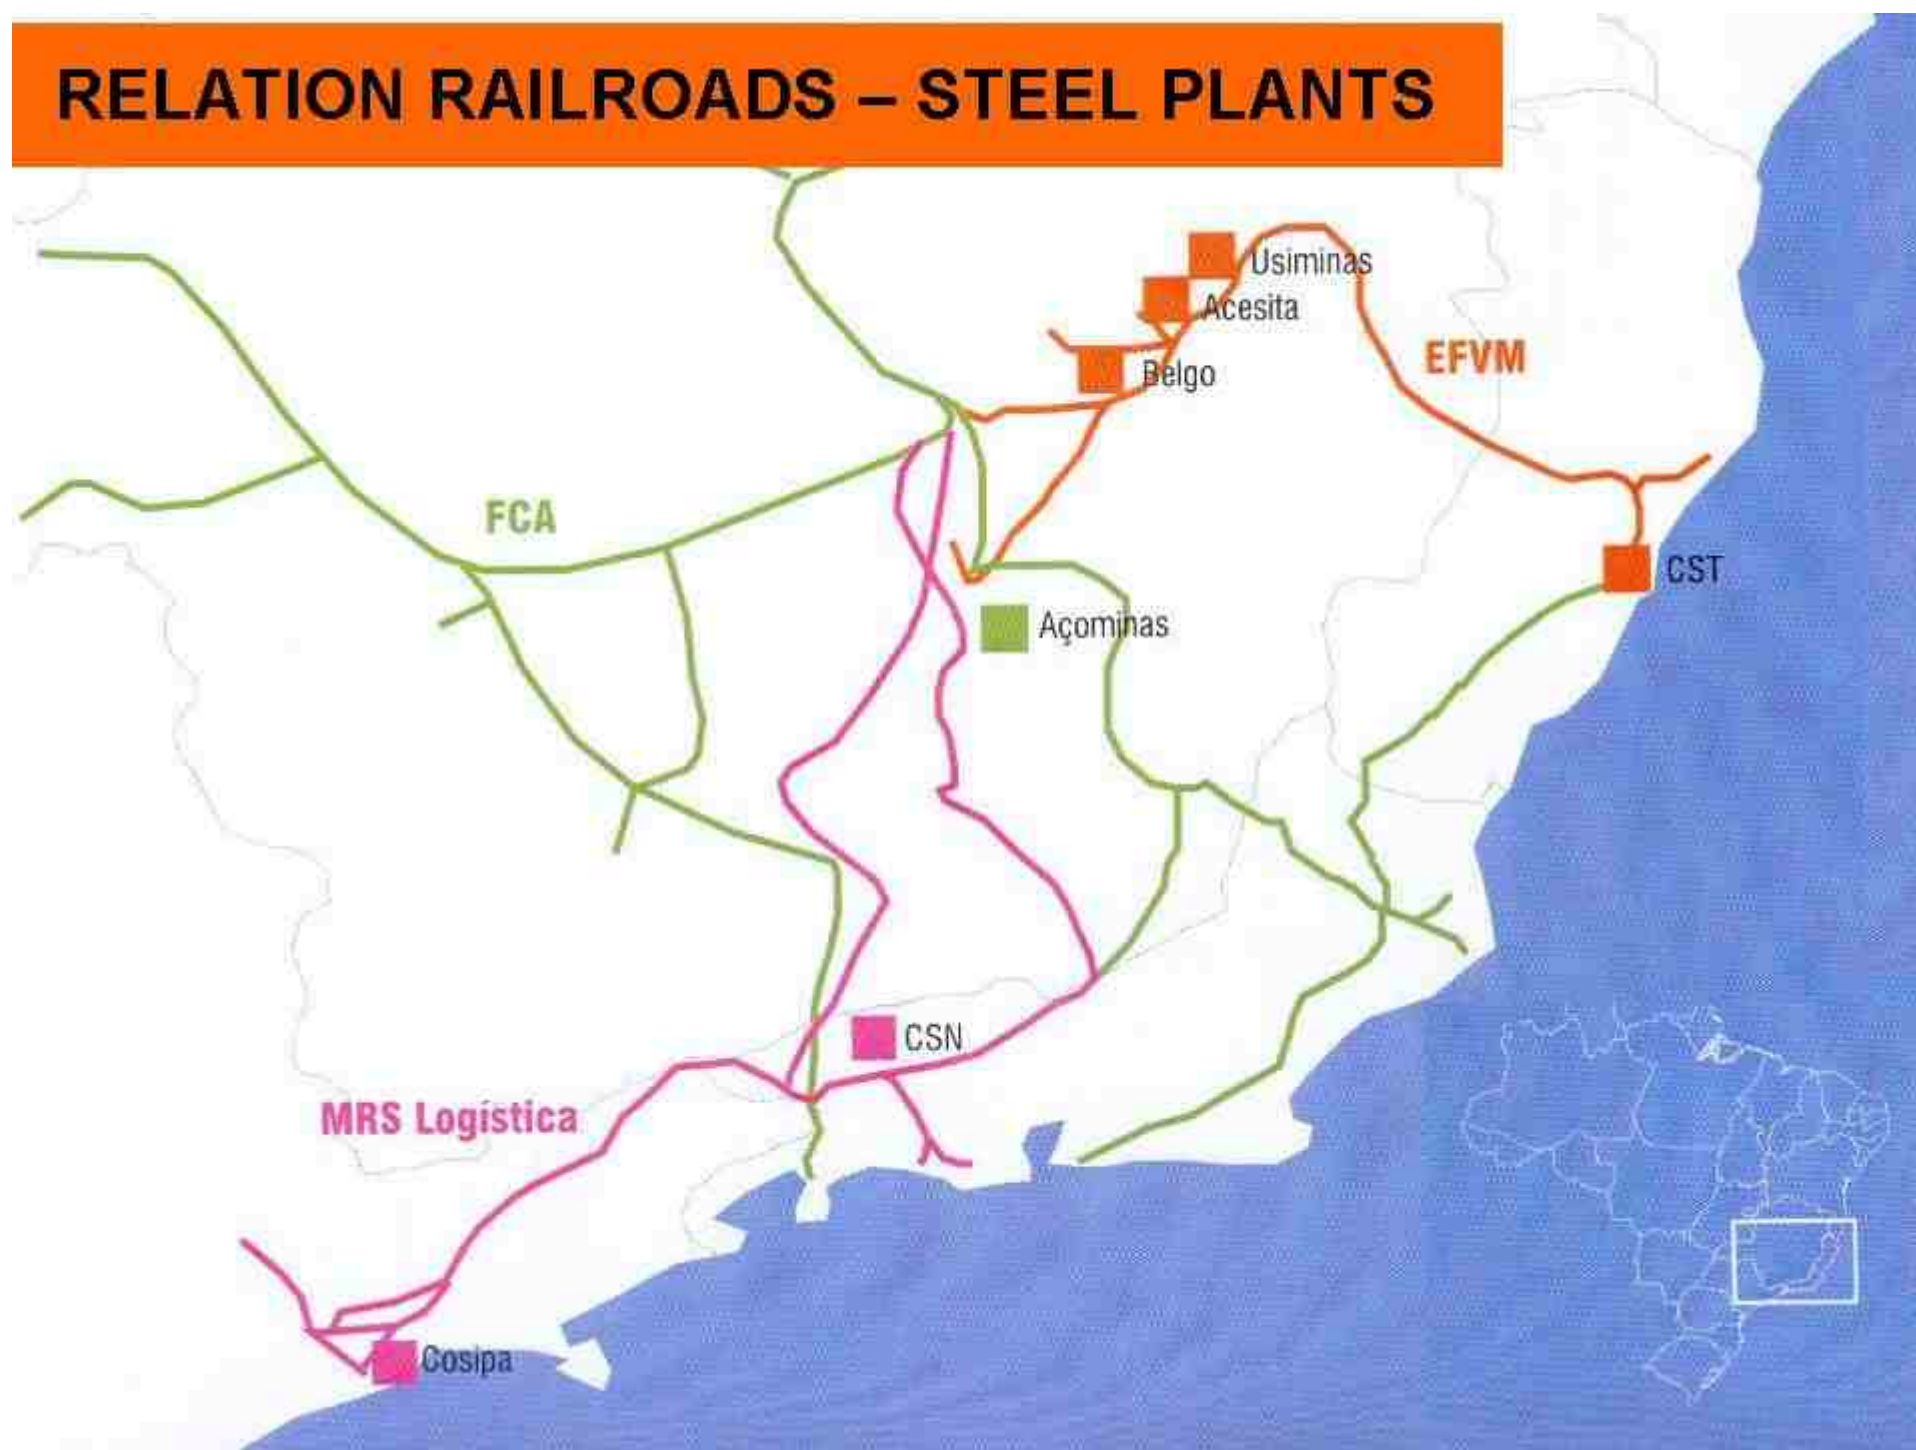 RELATION RAILROADS – STEEL PLANTS
Usiminas
Acesita
EFVM
Belgo
FCA
CST
Açominas
CSN
MRS Logística
Cosipa